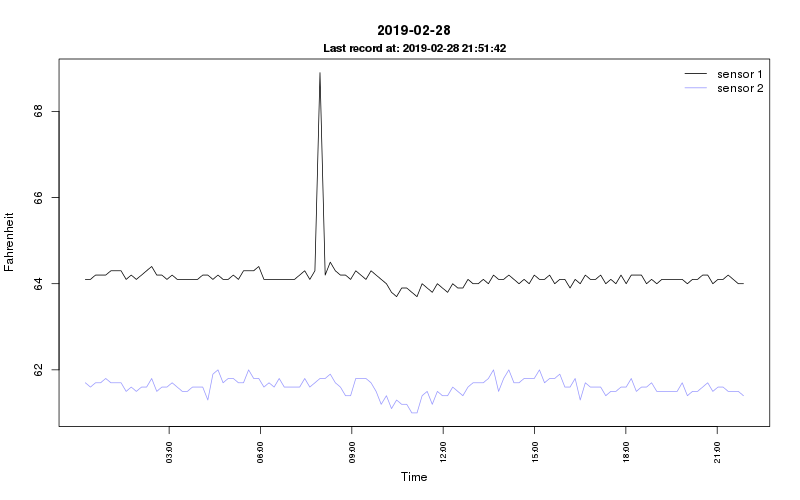 2019-02-28
Last record at: 2019-02-28 21:51:42
sensor 1
sensor 2
68
66
64
62
Fahrenheit
03:00 06:00 09:00 12:00 15:00 18:00 21:00
Time